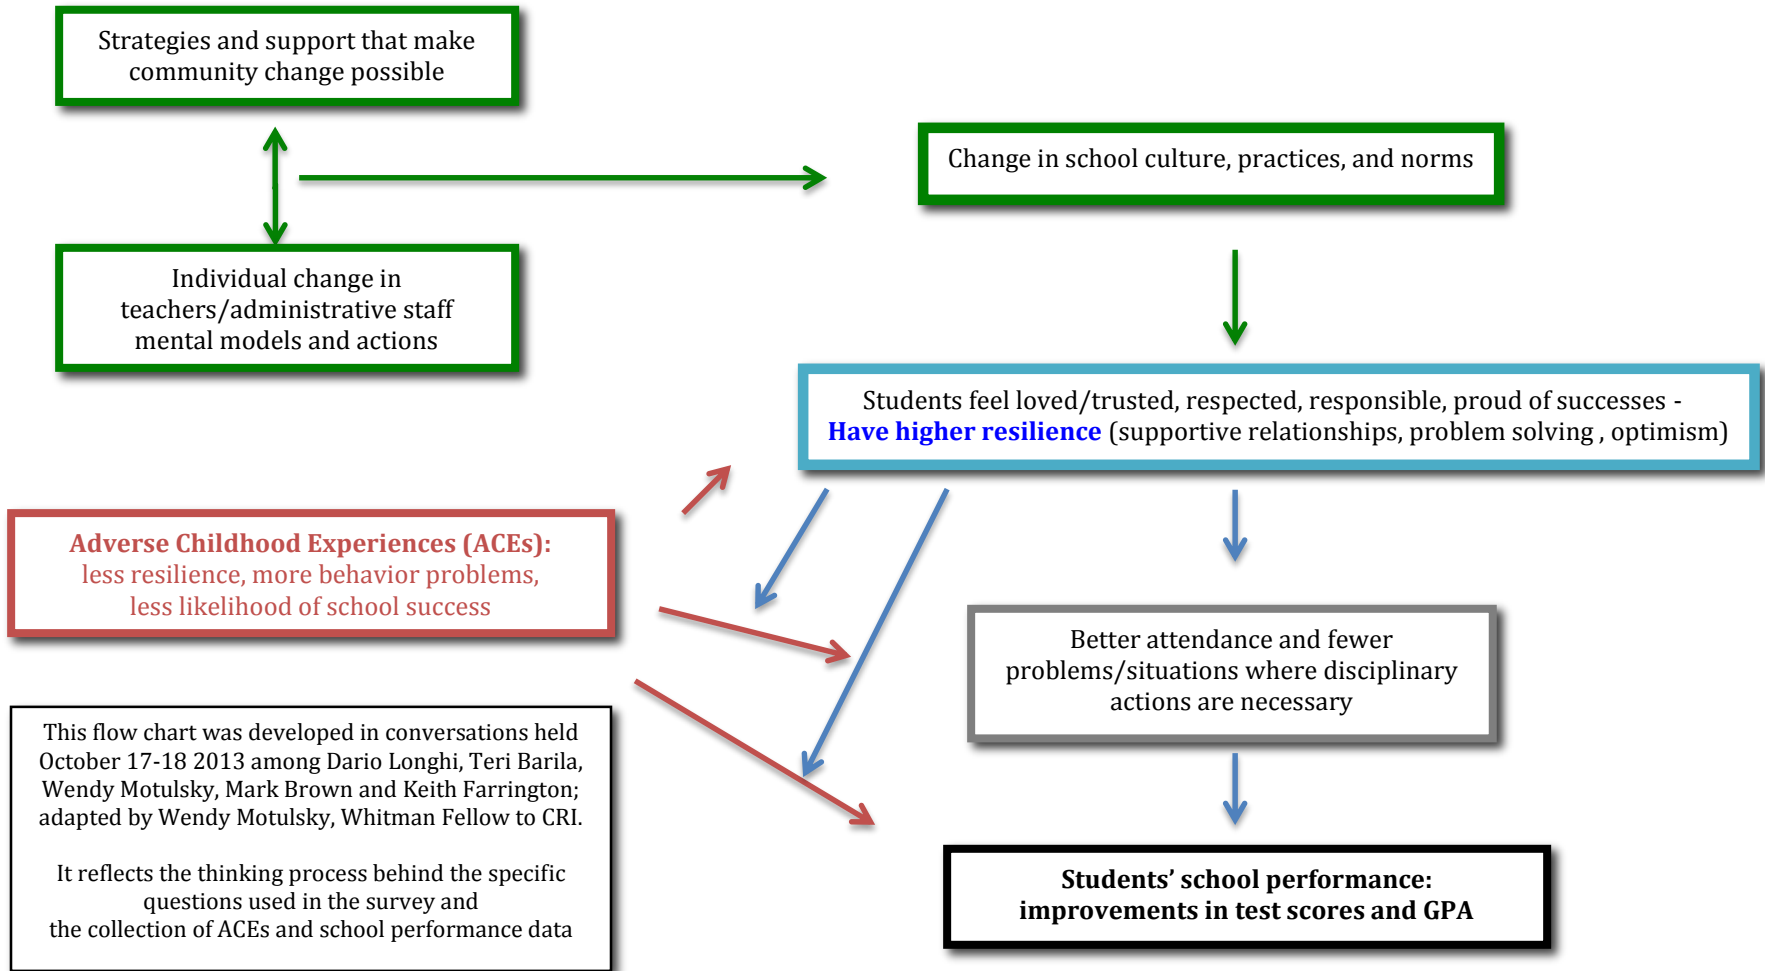 Strategies and support that make
community change possible
Change in school culture, practices, and norms
Individual change in
teachers/administrative staff
mental models and actions
Students feel loved/trusted, respected, responsible, proud of successes -
Have higher resilience (supportive relationships, problem solving , optimism)
Adverse Childhood Experiences (ACEs):
less resilience, more behavior problems,
less likelihood of school success
Better attendance and fewer
problems/situations where disciplinary
actions are necessary
This flow chart was developed in conversations held
October 17-18 2013 among Dario Longhi, Teri Barila,
Wendy Motulsky, Mark Brown and Keith Farrington;
adapted by Wendy Motulsky, Whitman Fellow to CRI.
It reflects the thinking process behind the specific
questions used in the survey and
the collection of ACEs and school performance data
Students’ school performance:
improvements in test scores and GPA